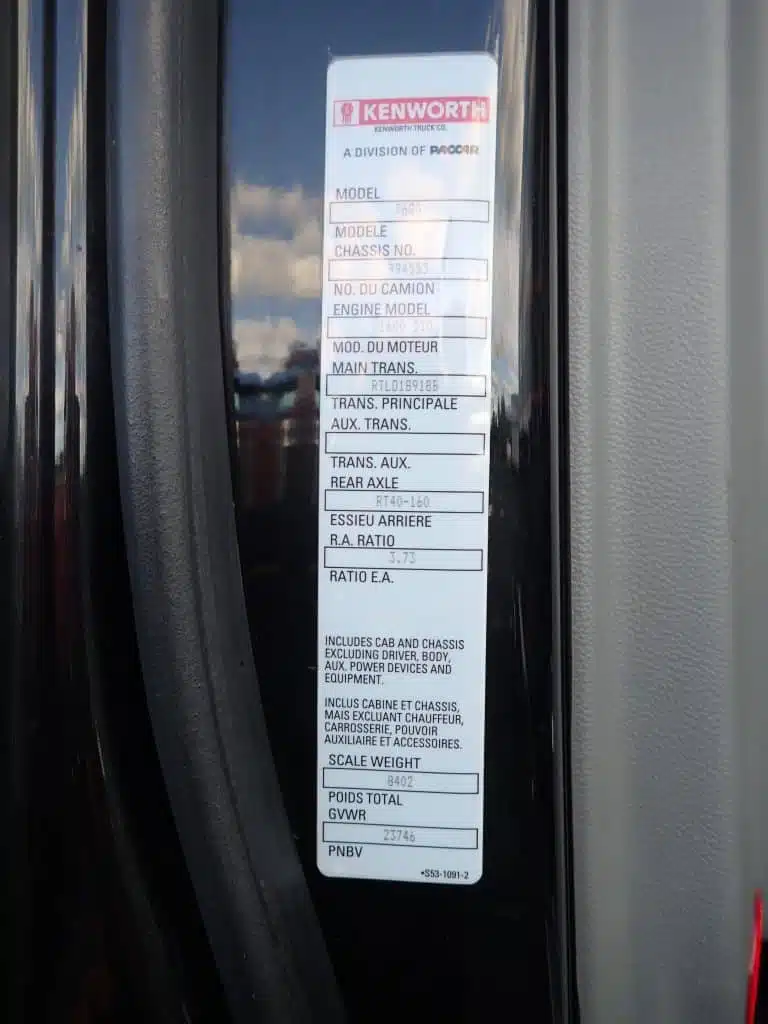 KENWORTH
KENWORTH TRUCK CO.
A DIVISION OF PACCAR
MODEL
MODELE
CHASSIS NO.
994553
NO. DU CAMION
ENGINE MODEL
MOD. DU MOTEUR
MAIN TRANS.
RTLO18918B
TRANS. PRINCIPALE
AUX. TRANS.
TRANS. AUX.
REAR AXLE
RT40-160
ESSIEU ARRIERE
R.A. RATIO
3.73
RATIO E.A.
INCLUDES CAB AND CHASSIS
EXCLUDING DRIVER, BODY,
AUX. POWER DEVICES AND
EQUIPMENT.
INCLUS CABINE ET CHASSIS,
MAIS EXCLUANT CHAUFFEUR,
CARROSSERIE, POUVOIR
AUXILIAIRE ET ACCESSOIRES.
SCALE WEIGHT
8402
POIDS TOTAL
GVWR
23746
PNBV
•S53-1091-2